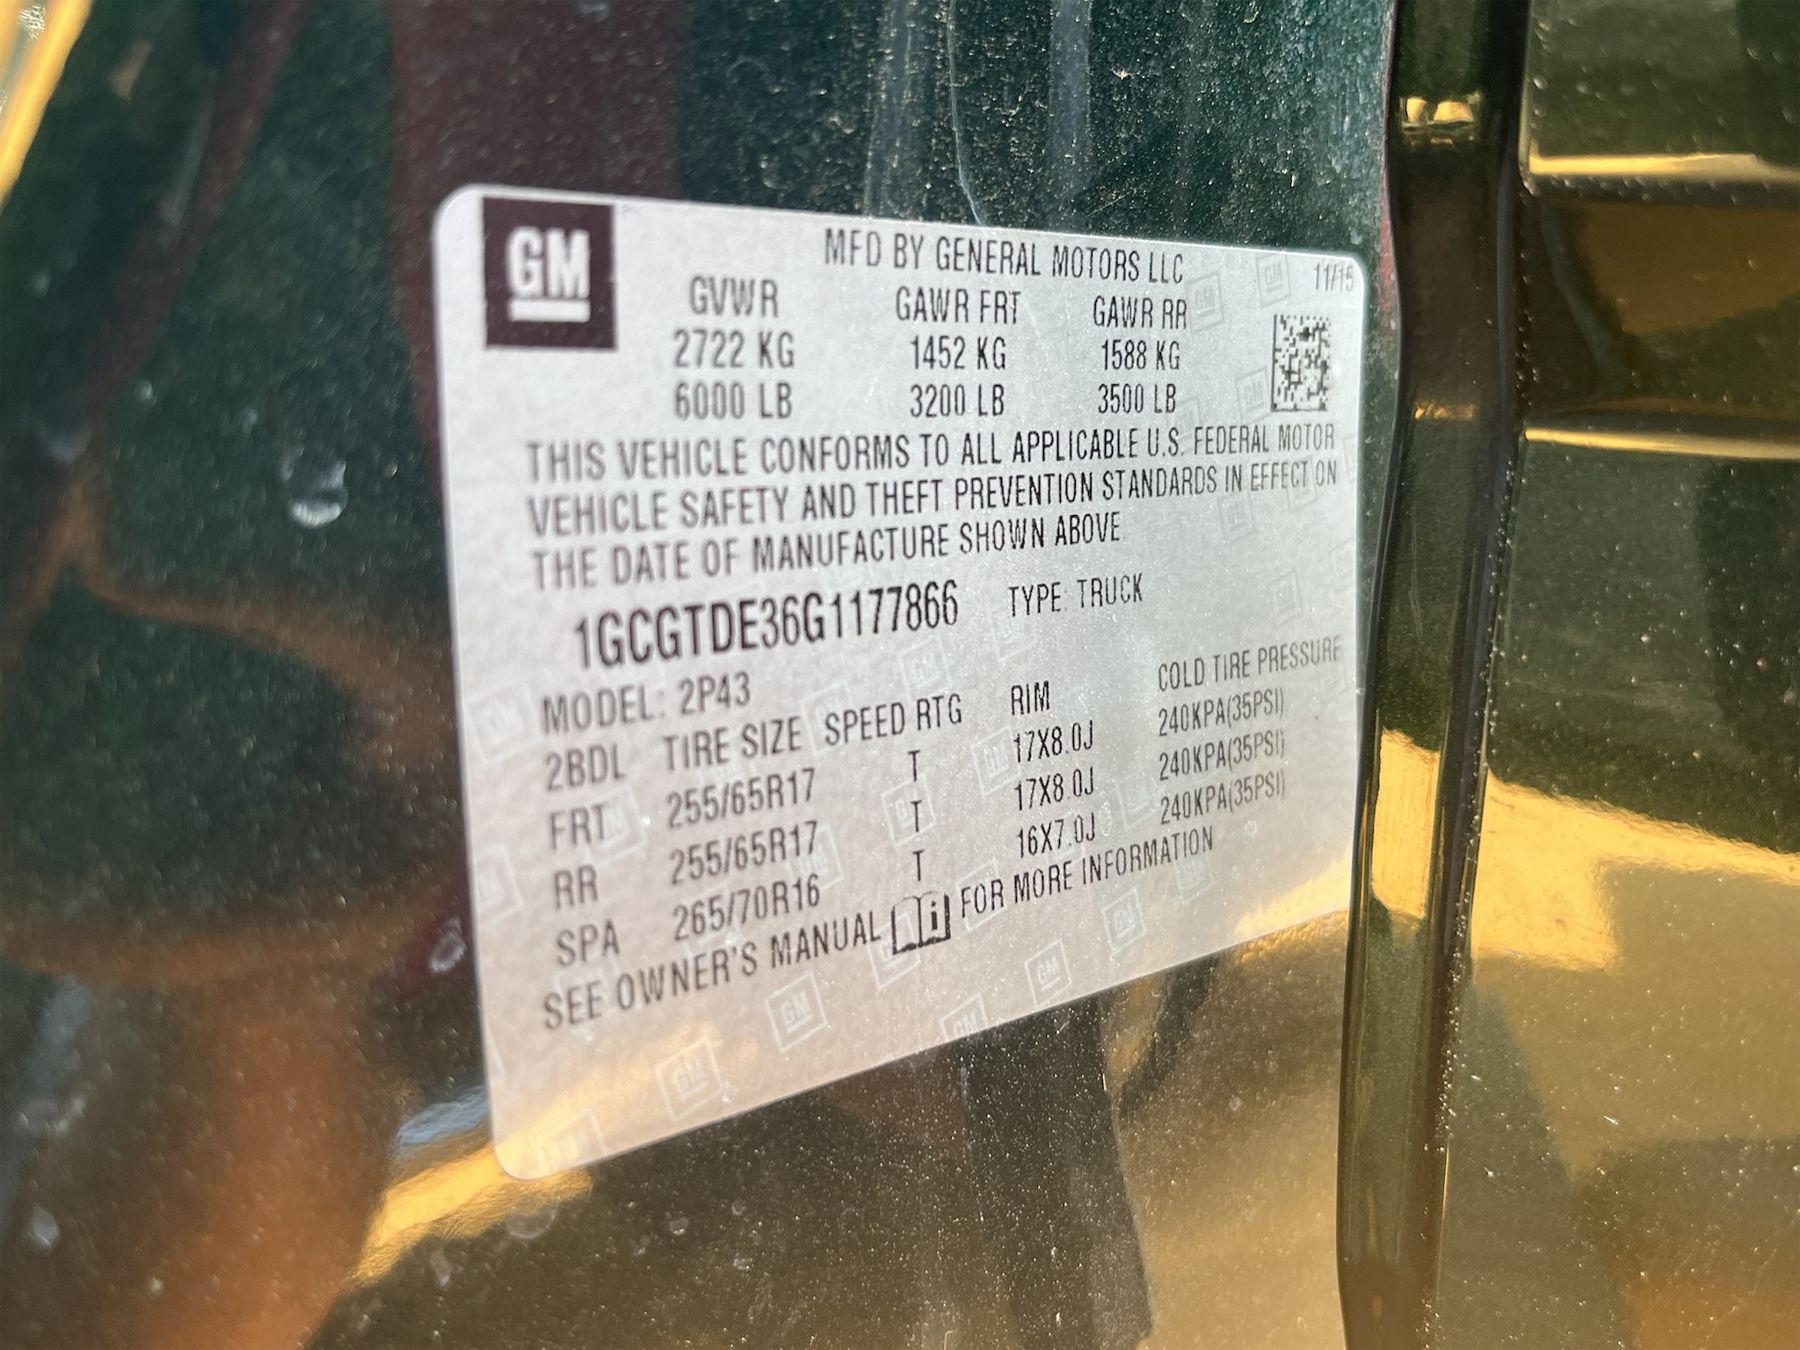 GM
MFD BY GENERAL MOTORS LLC 11/15
GVWR GAWR FRT GAWR RR
2722 KG 1452 KG 1588 KG
6000 LB 3200 LB 3500 LB
THIS VEHICLE CONFORMS TO ALL APPLICABLE U.S. FEDERAL MOTOR
VEHICLE SAFETY AND THEFT PREVENTION STANDARDS IN EFFECT ON
THE DATE OF MANUFACTURE SHOWN ABOVE
1GCGTDE36G1177866 TYPE: TRUCK
MODEL: 2P43
2BDL TIRE SIZE SPEED RTG RIM COLD TIRE PRESSURE
FRT 255/65R17 T 17X8.0J 240KPA(35PSI)
RR 255/65R17 T 17X8.0J 240KPA(35PSI)
SPA 265/70R16 T 16X7.0J 240KPA(35PSI)
SEE OWNER'S MANUAL i FOR MORE INFORMATION